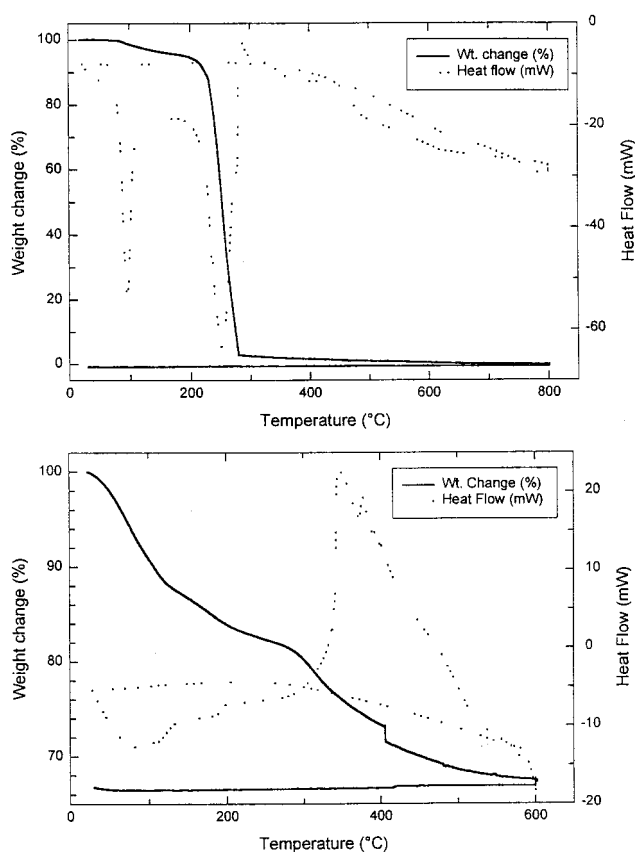 0
100
Wt. change (%)
Heat flow (mW)
80
-20
60
Weight change (%)
-40
Heat Flow (mW)
40
20
-60
0
0 200 400 600 800
Temperature (°C)
100
Wt. Change (%)
Heat Flow (mW)
20
90
10
Weight change (%)
0
Heat Flow (mW)
80
-10
70
-20
0 200 400 600
Temperature (°C)